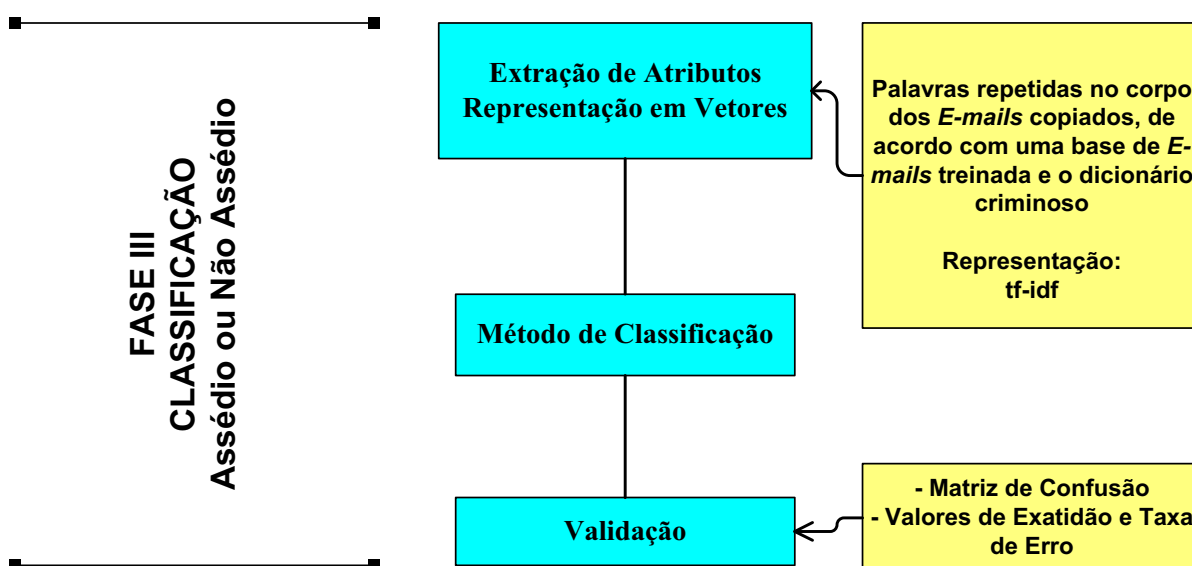 FASE III
CLASSIFICAÇÃO
Assédio ou Não Assédio
Extração de Atributos
Representação em Vetores
Palavras repetidas no corpo
dos E-mails copiados, de
acordo com uma base de E-
mails treinada e o dicionário
criminoso
Representação:
tf-idf
Método de Classificação
Validação
- Matriz de Confusão
- Valores de Exatidão e Taxa
de Erro